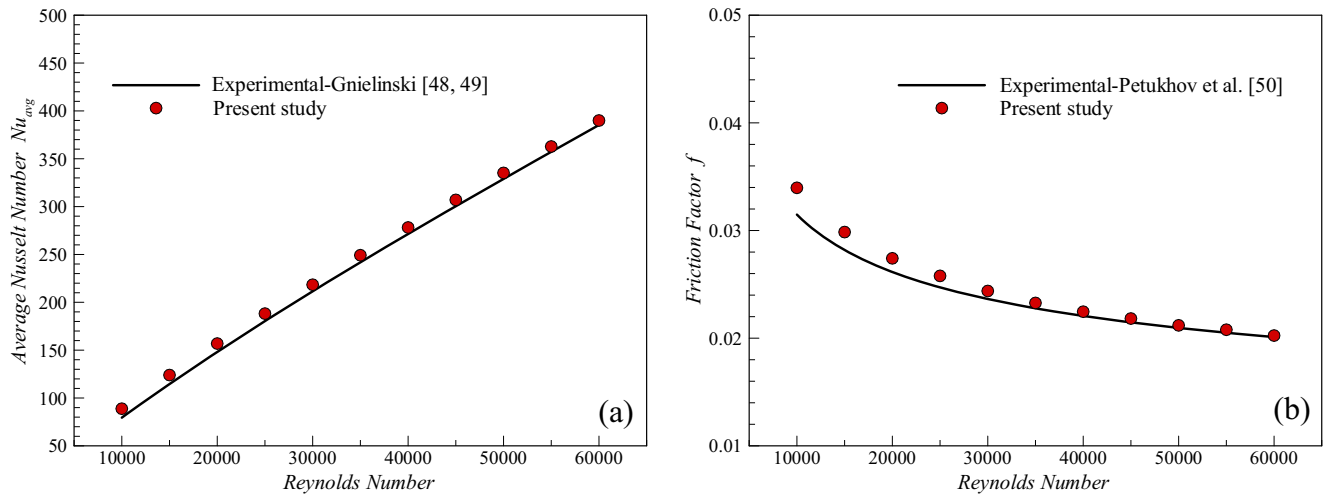 500
450
400
350
300
250
200
150
100
50
Average Nusselt Number Nu_avg
Experimental-Gnielinski [48, 49]
Present study
(a)
10000 20000 30000 40000 50000 60000
Reynolds Number
0.05
0.04
0.03
0.02
0.01
Friction Factor f
Experimental-Petukhov et al. [50]
Present study
(b)
10000 20000 30000 40000 50000 60000
Reynolds Number